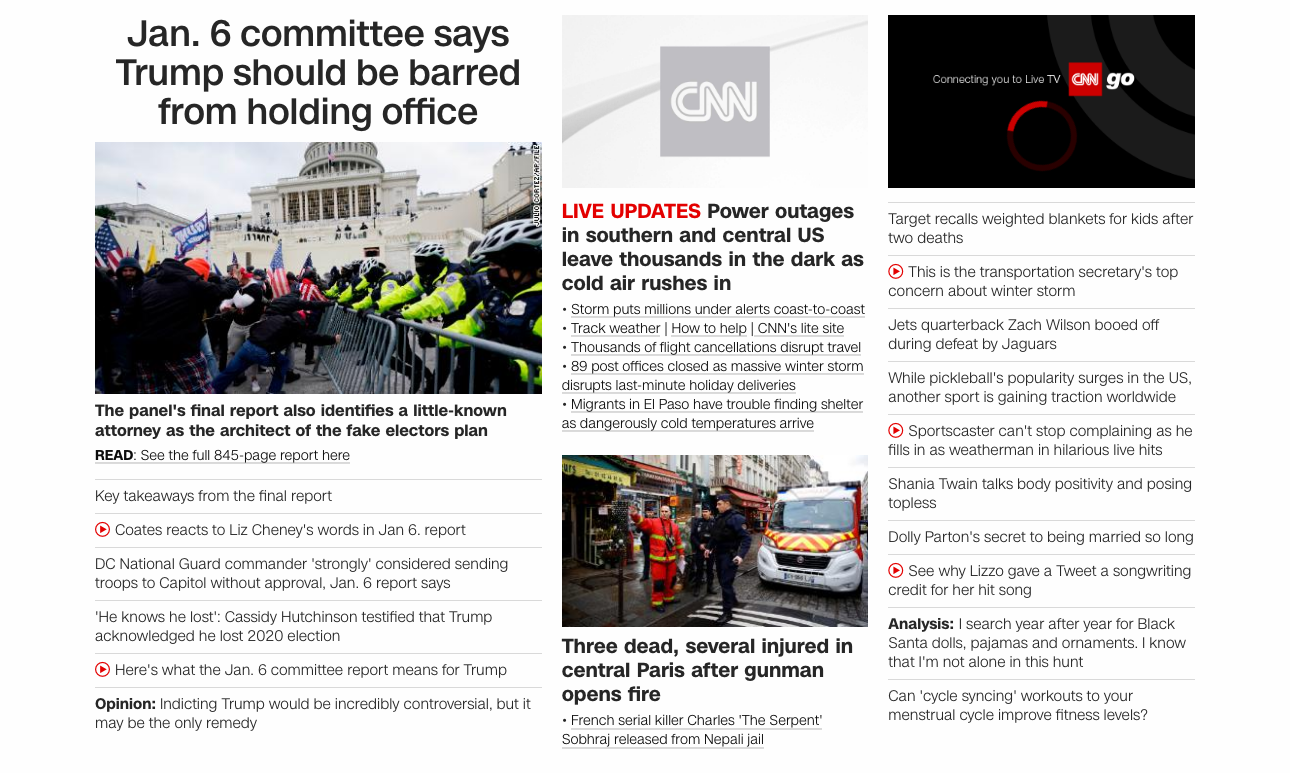 Jan. 6 committee says
Trump should be barred
from holding office
JULIO CORTEZ/AP/FILE
The panel's final report also identifies a little-known
attorney as the architect of the fake electors plan
READ: See the full 845-page report here
Key takeaways from the final report
Coates reacts to Liz Cheney's words in Jan 6. report
DC National Guard commander 'strongly' considered sending
troops to Capitol without approval, Jan. 6 report says
'He knows he lost': Cassidy Hutchinson testified that Trump
acknowledged he lost 2020 election
Here's what the Jan. 6 committee report means for Trump
Opinion: Indicting Trump would be incredibly controversial, but it
may be the only remedy
CNN
LIVE UPDATES Power outages
in southern and central US
leave thousands in the dark as
cold air rushes in
• Storm puts millions under alerts coast-to-coast
• Track weather | How to help | CNN's lite site
• Thousands of flight cancellations disrupt travel
• 89 post offices closed as massive winter storm
disrupts last-minute holiday deliveries
• Migrants in El Paso have trouble finding shelter
as dangerously cold temperatures arrive
Three dead, several injured in
central Paris after gunman
opens fire
• French serial killer Charles 'The Serpent'
Sobhraj released from Nepali jail
Connecting you to Live TV CNN go
Target recalls weighted blankets for kids after
two deaths
This is the transportation secretary's top
concern about winter storm
Jets quarterback Zach Wilson booed off
during defeat by Jaguars
While pickleball's popularity surges in the US,
another sport is gaining traction worldwide
Sportscaster can't stop complaining as he
fills in as weatherman in hilarious live hits
Shania Twain talks body positivity and posing
topless
Dolly Parton's secret to being married so long
See why Lizzo gave a Tweet a songwriting
credit for her hit song
Analysis: I search year after year for Black
Santa dolls, pajamas and ornaments. I know
that I'm not alone in this hunt
Can 'cycle syncing' workouts to your
menstrual cycle improve fitness levels?